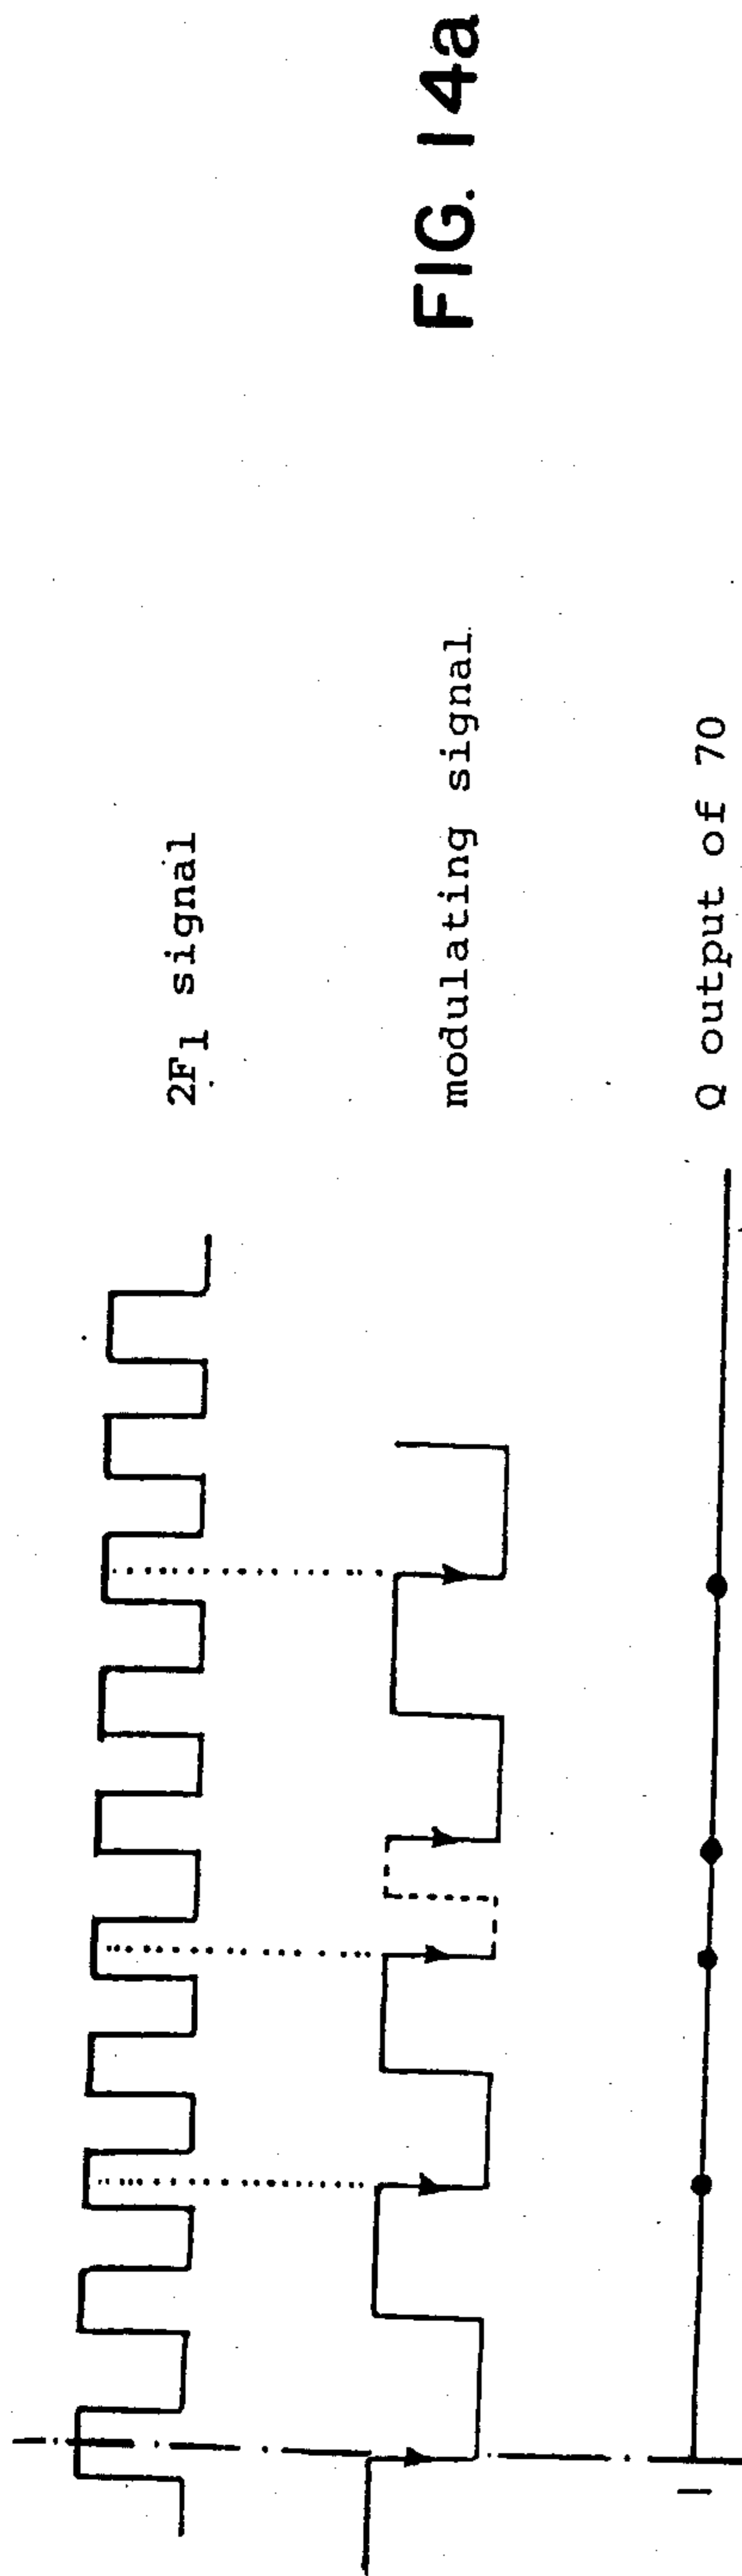 2F1 signal
modulating signal
Q output of 70
1
FIG. 14a